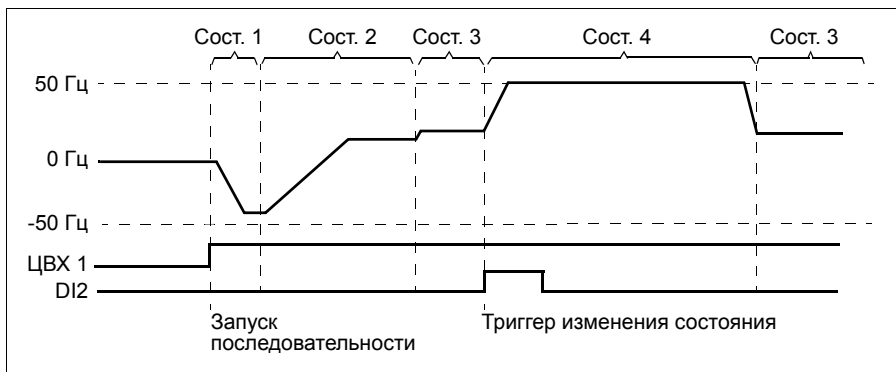 Сост. 1 Сост. 2 Сост. 3 Сост. 4 Сост. 3
50 Гц
0 Гц
-50 Гц
ЦВХ 1
DI2
Запуск
последовательности
Триггер изменения состояния